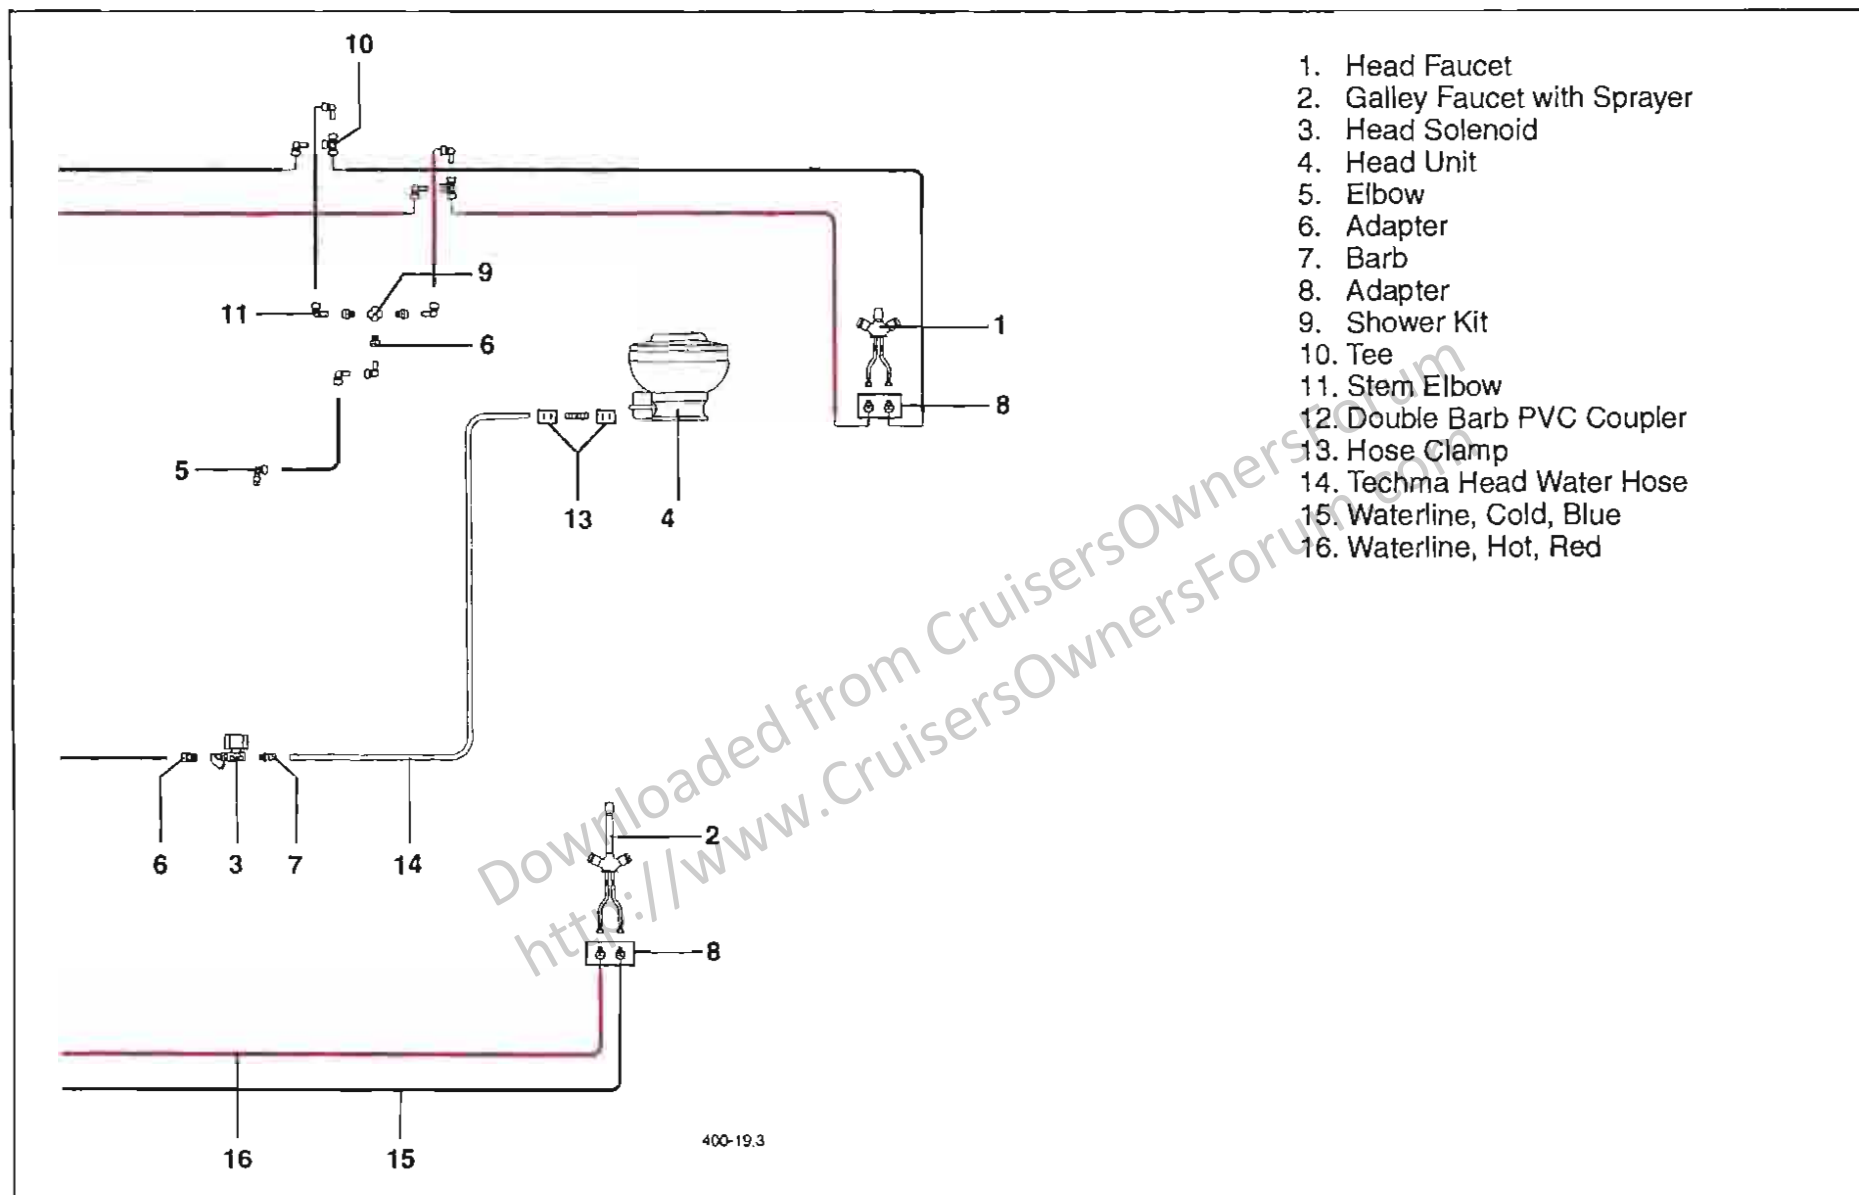 10
9
11
6
1
8
5
13
4
1. Head Faucet
2. Galley Faucet with Sprayer
3. Head Solenoid
4. Head Unit
5. Elbow
6. Adapter
7. Barb
8. Adapter
9. Shower Kit
10. Tee
11. Stem Elbow
12. Double Barb PVC Coupler
13. Hose Clamp
14. Techma Head Water Hose
15. Waterline, Cold, Blue
16. Waterline, Hot, Red
Downloaded from CruisersOwnersForum
http://www.CruisersOwnersForum.com
2
6
3
7
14
8
400-19.3
16
15